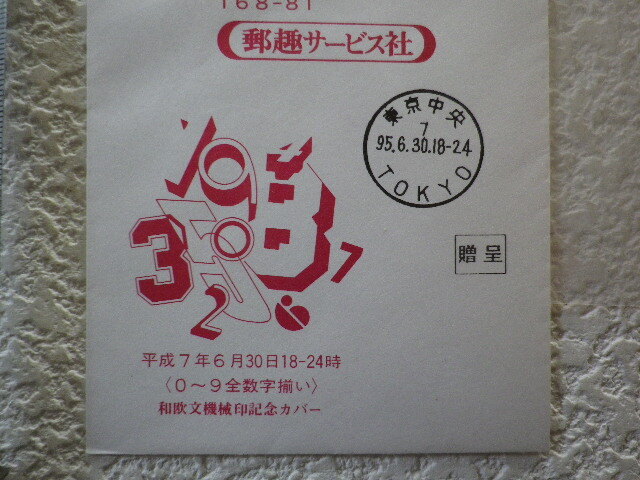 168-81
郵趣サービス社
東京中央
7
95.6.30.18-24
TOKYO
贈呈
平成7年6月30日18-24時
〈0〜9全数字揃い〉
和欧文機械印記念カバー